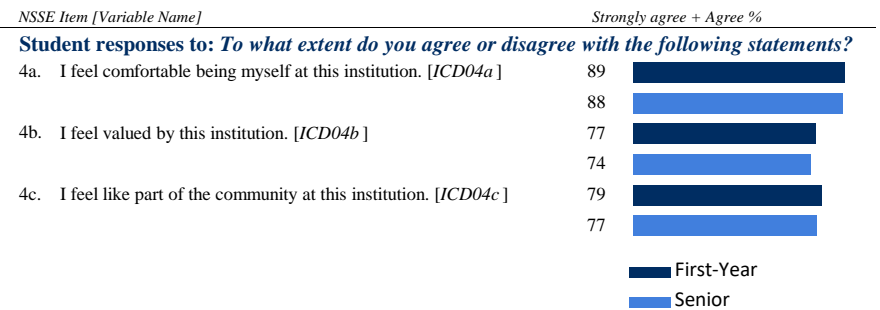 NSSE Item [Variable Name] Strongly agree + Agree %
Student responses to: To what extent do you agree or disagree with the following statements?
4a. I feel comfortable being myself at this institution. [ICD04a ] 89
88
4b. I feel valued by this institution. [ICD04b ] 77
74
4c. I feel like part of the community at this institution. [ICD04c ] 79
77
First-Year
Senior